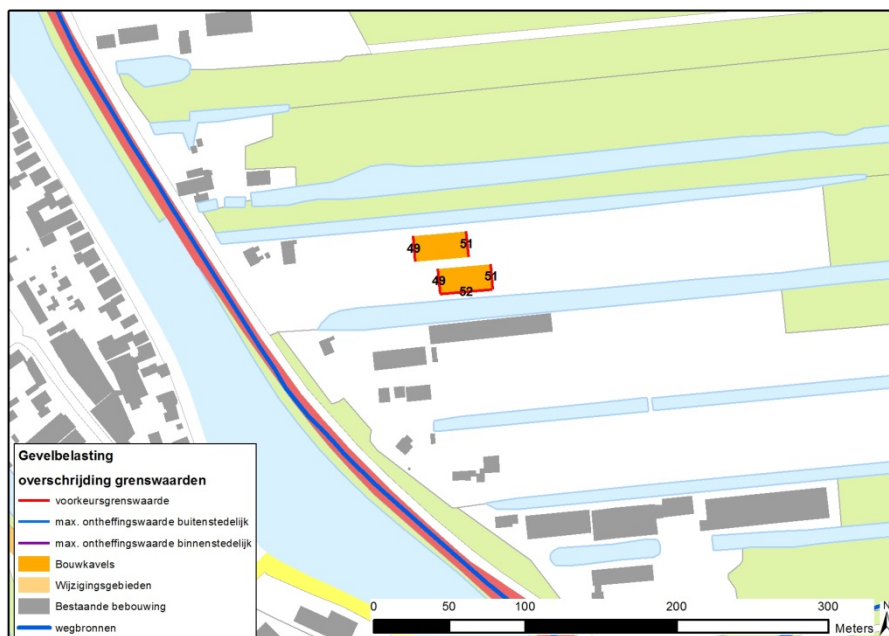 49
51
49
51
52
Gevelbelasting
overschrijding grenswaarden
voorkeursgrenswaarde
max. ontheffingswaarde buitenstedelijk
max. ontheffingswaarde binnenstedelijk
Bouwkavels
Wijzigingsgebieden
Bestaande bebouwing
wegbronnen
0 50 100 200 300
Meters
N